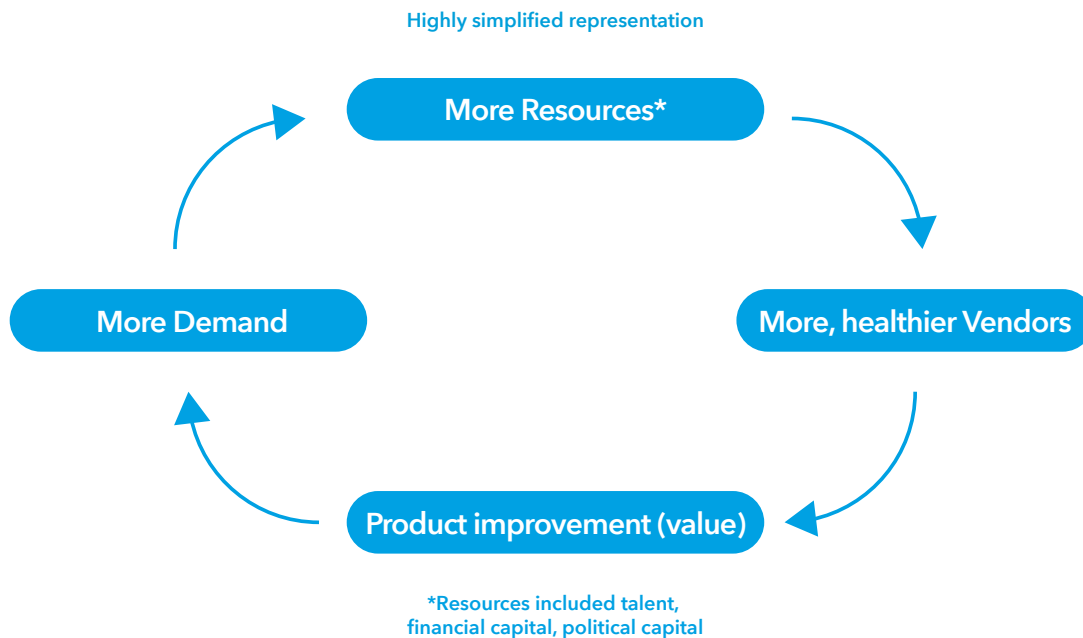 Highly simplified representation
More Resources*
More Demand
More, healthier Vendors
Product improvement (value)
*Resources included talent,
financial capital, political capital